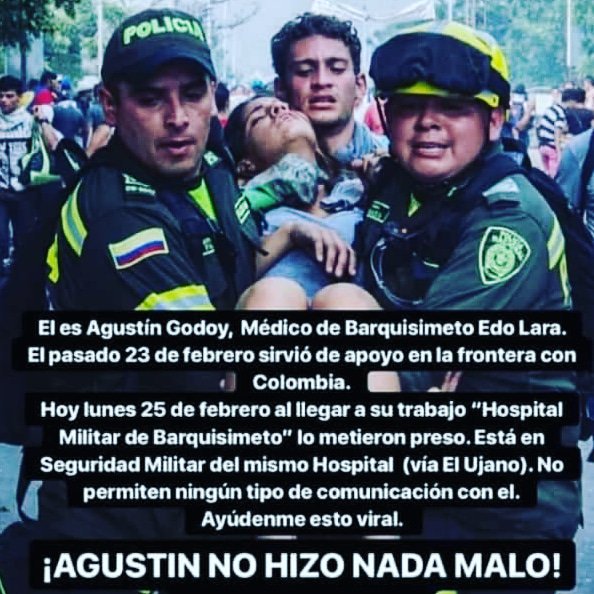 POLICIA
El es Agustín Godoy, Médico de Barquisimeto Edo Lara.
El pasado 23 de febrero sirvió de apoyo en la frontera con
Colombia.
Hoy lunes 25 de febrero al llegar a su trabajo “Hospital
Militar de Barquisimeto” lo metieron preso. Está en
Seguridad Militar del mismo Hospital (vía El Ujano). No
permiten ningún tipo de comunicación con el.
Ayúdenme esto viral.
¡AGUSTIN NO HIZO NADA MALO!